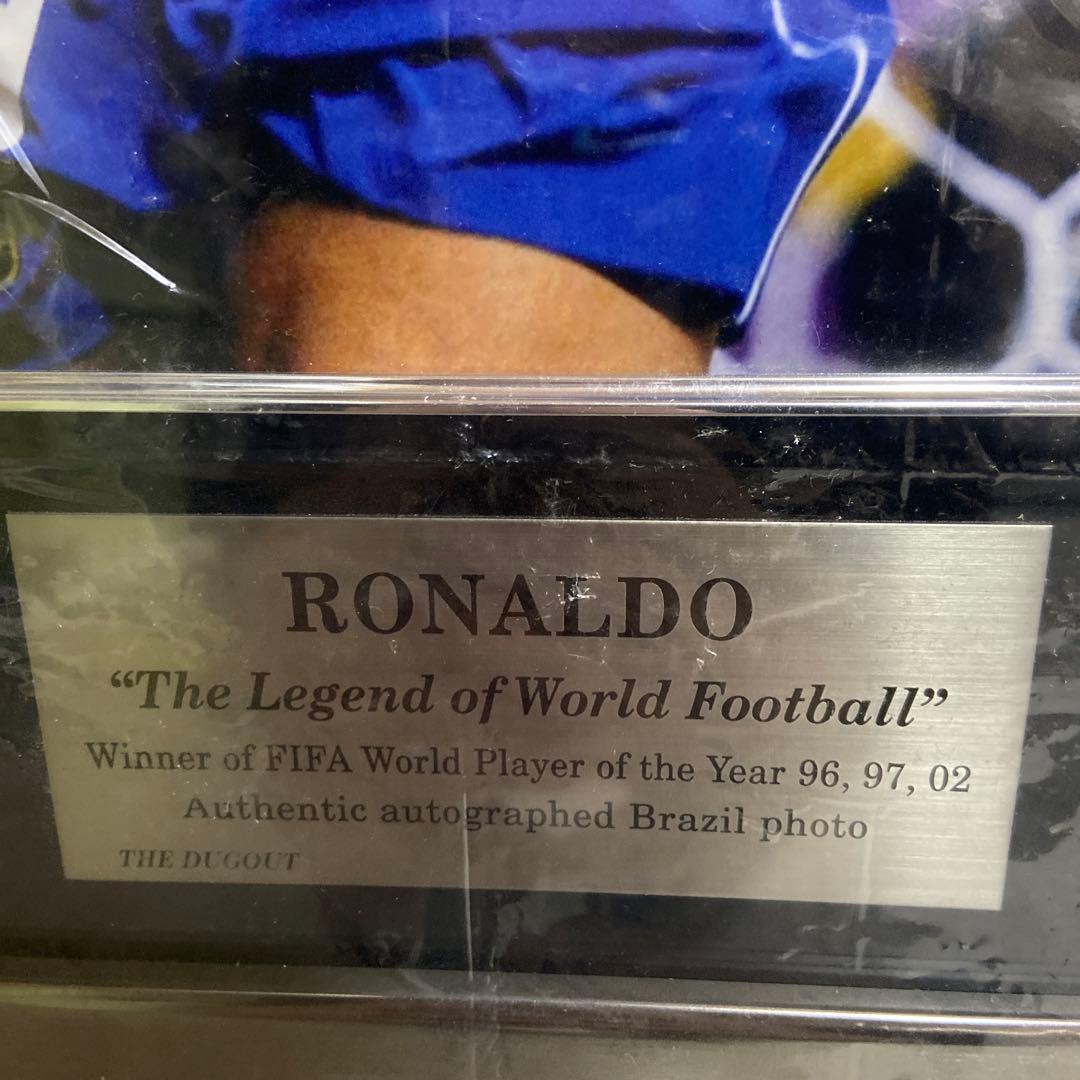 RONALDO
“The Legend of World Football”
Winner of FIFA World Player of the Year 96, 97, 02
Authentic autographed Brazil photo
THE DUGOUT